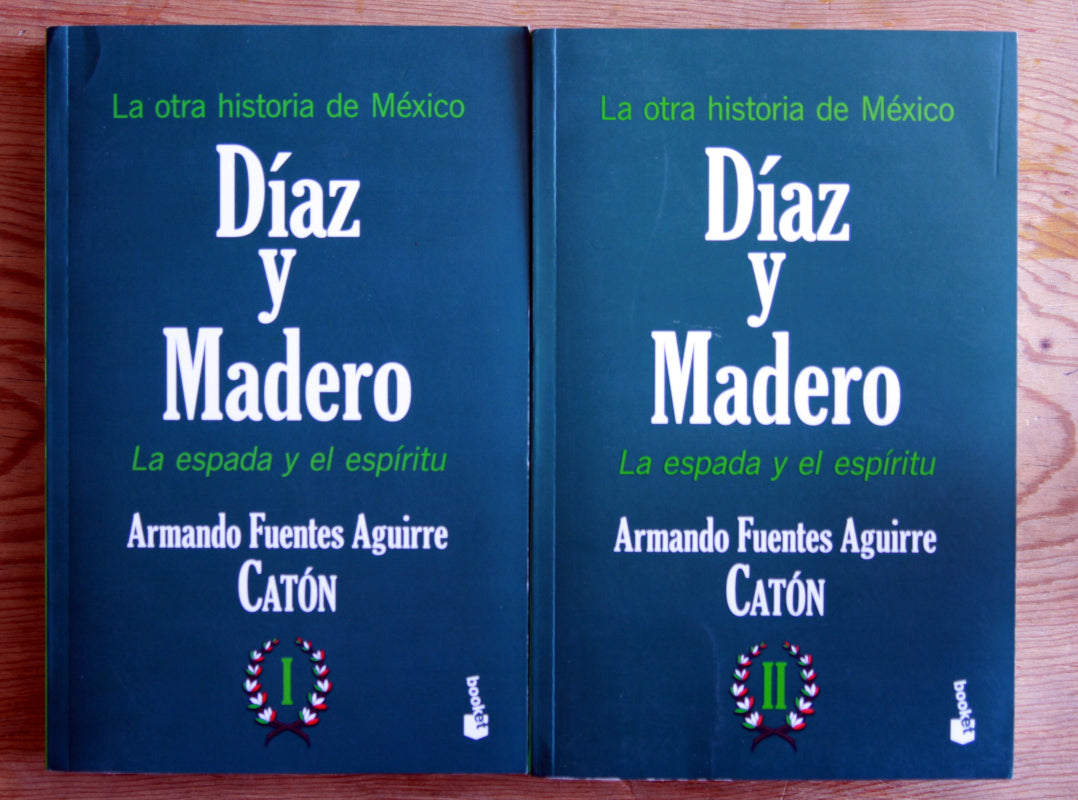 La otra historia de México
Díaz
y
Madero
La espada y el espíritu
Armando Fuentes Aguirre
CATÓN
I
booket
La otra historia de México
Díaz
y
Madero
La espada y el espíritu
Armando Fuentes Aguirre
CATÓN
II
booket